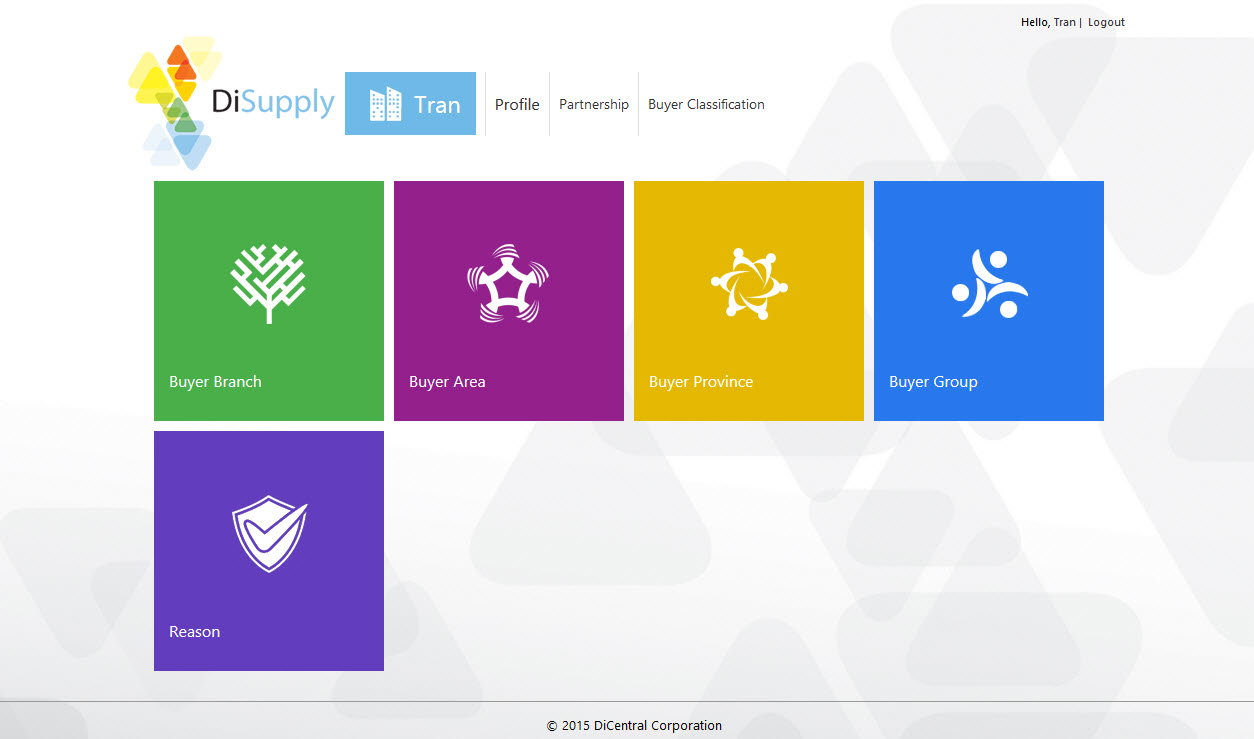 Hello, Tran | Logout
DiSupply
Tran
Profile
Partnership
Buyer Classification
Buyer Branch
Buyer Area
Buyer Province
Buyer Group
Reason
© 2015 DiCentral Corporation